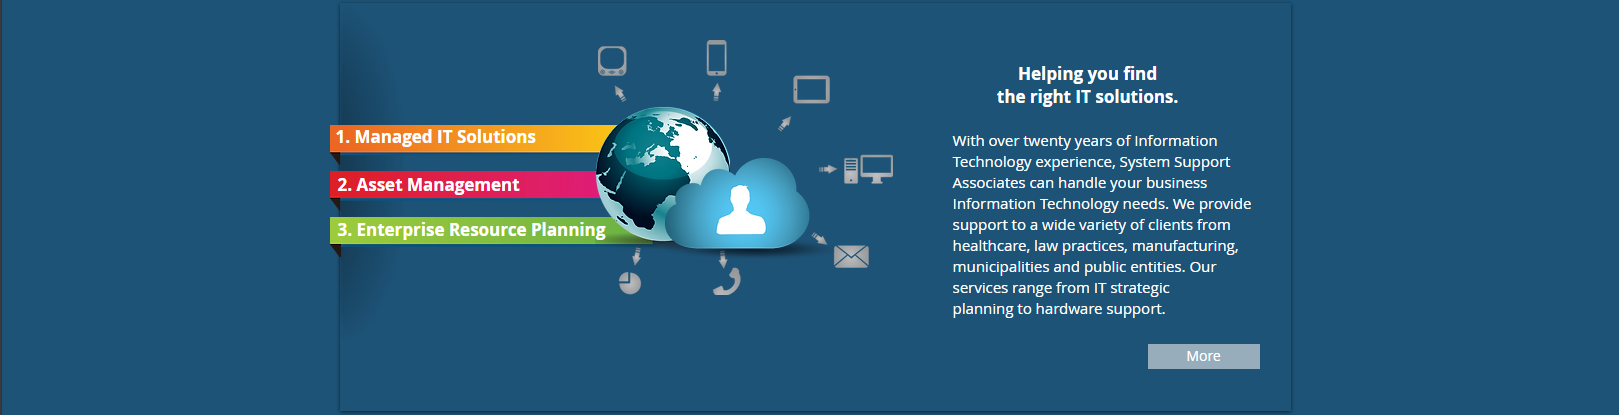 1. Managed IT Solutions
2. Asset Management
3. Enterprise Resource Planning
Helping you find
the right IT solutions.
With over twenty years of Information
Technology experience, System Support
Associates can handle your business
Information Technology needs. We provide
support to a wide variety of clients from
healthcare, law practices, manufacturing,
municipalities and public entities. Our
services range from IT strategic
planning to hardware support.
More